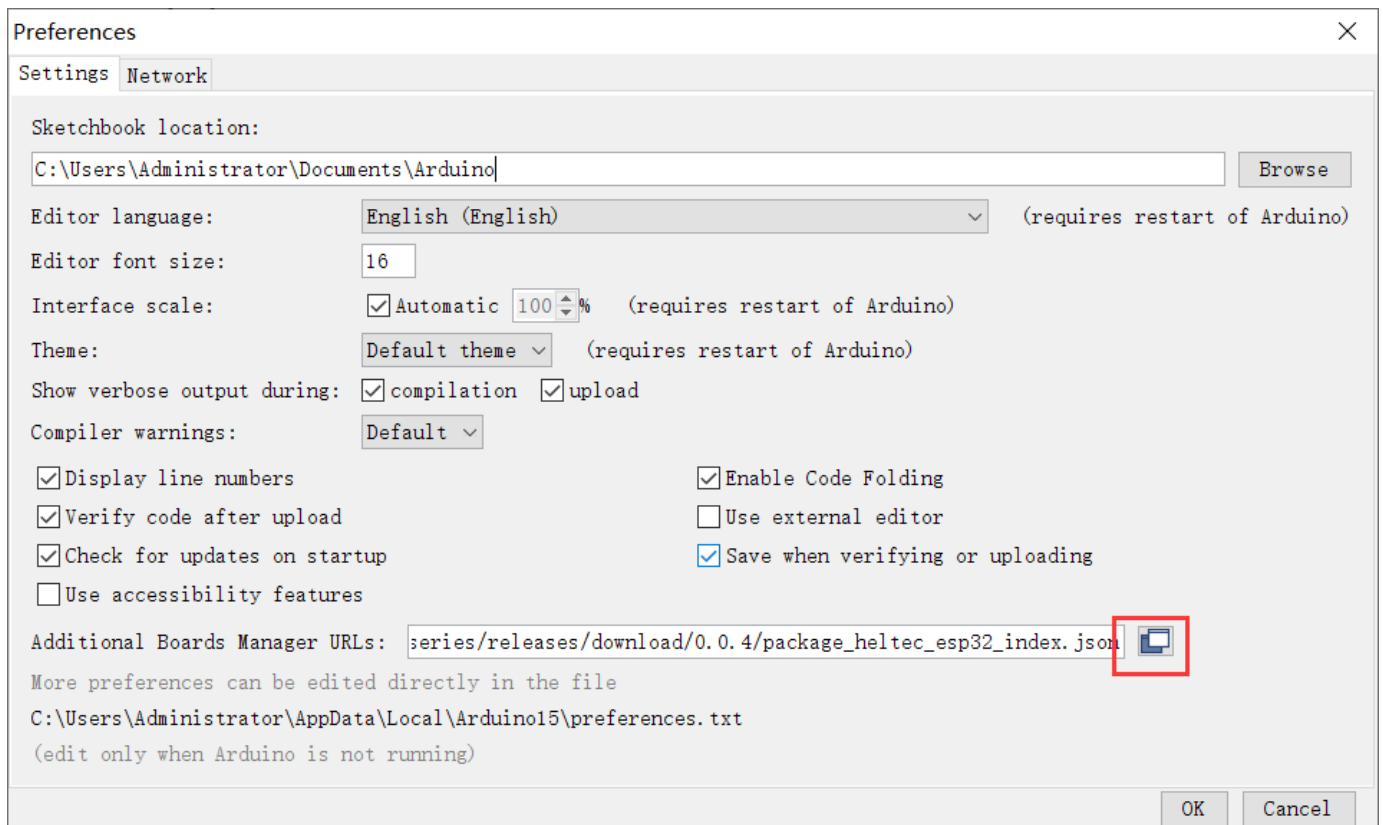 Preferences
Settings Network
Sketchbook location:
C:\Users\Administrator\Documents\Arduino Browse
Editor language: English (English) (requires restart of Arduino)
Editor font size: 16
Interface scale: Automatic 100 % (requires restart of Arduino)
Theme: Default theme (requires restart of Arduino)
Show verbose output during: compilation upload
Compiler warnings: Default
Display line numbers Enable Code Folding
Verify code after upload Use external editor
Check for updates on startup Save when verifying or uploading
Use accessibility features
Additional Boards Manager URLs: series/releases/download/0.0.4/package_heltec_esp32_index.json
More preferences can be edited directly in the file
C:\Users\Administrator\AppData\Local\Arduino15\preferences.txt
(edit only when Arduino is not running)
OK Cancel